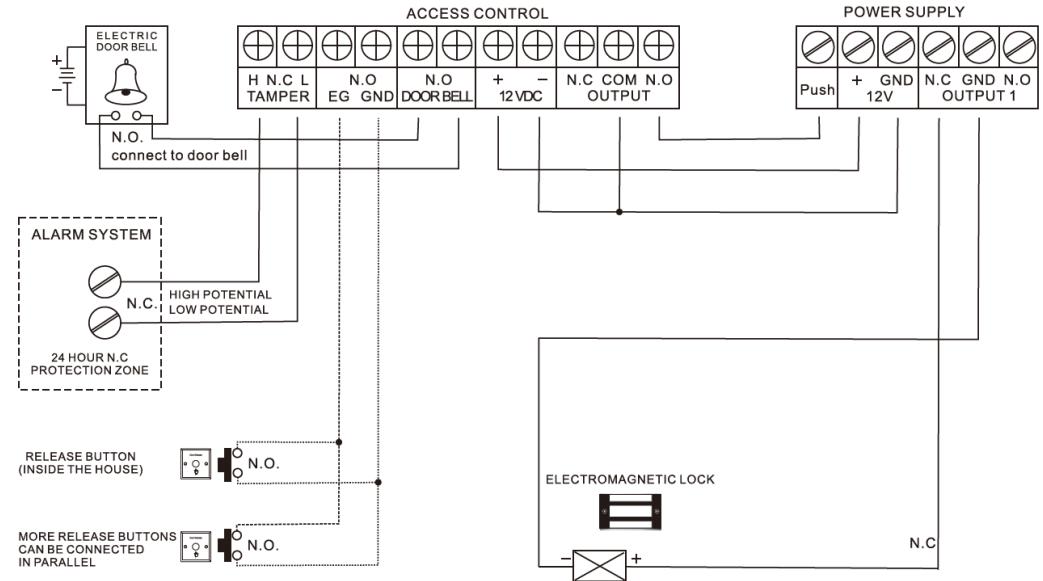 ACCESS CONTROL
POWER SUPPLY
ELECTRIC
DOOR BELL
+
−
H N.C L
TAMPER
N.O
EG GND
N.O
DOOR BELL
+ −
12 VDC
N.C COM N.O
OUTPUT
Push
+ GND
12V
N.C GND N.O
OUTPUT 1
N.O.
connect to door bell
ALARM SYSTEM
N.C.
HIGH POTENTIAL
LOW POTENTIAL
24 HOUR N.C
PROTECTION ZONE
RELEASE BUTTON
(INSIDE THE HOUSE)
N.O.
MORE RELEASE BUTTONS
CAN BE CONNECTED
IN PARALLEL
N.O.
ELECTROMAGNETIC LOCK
− +
N.C